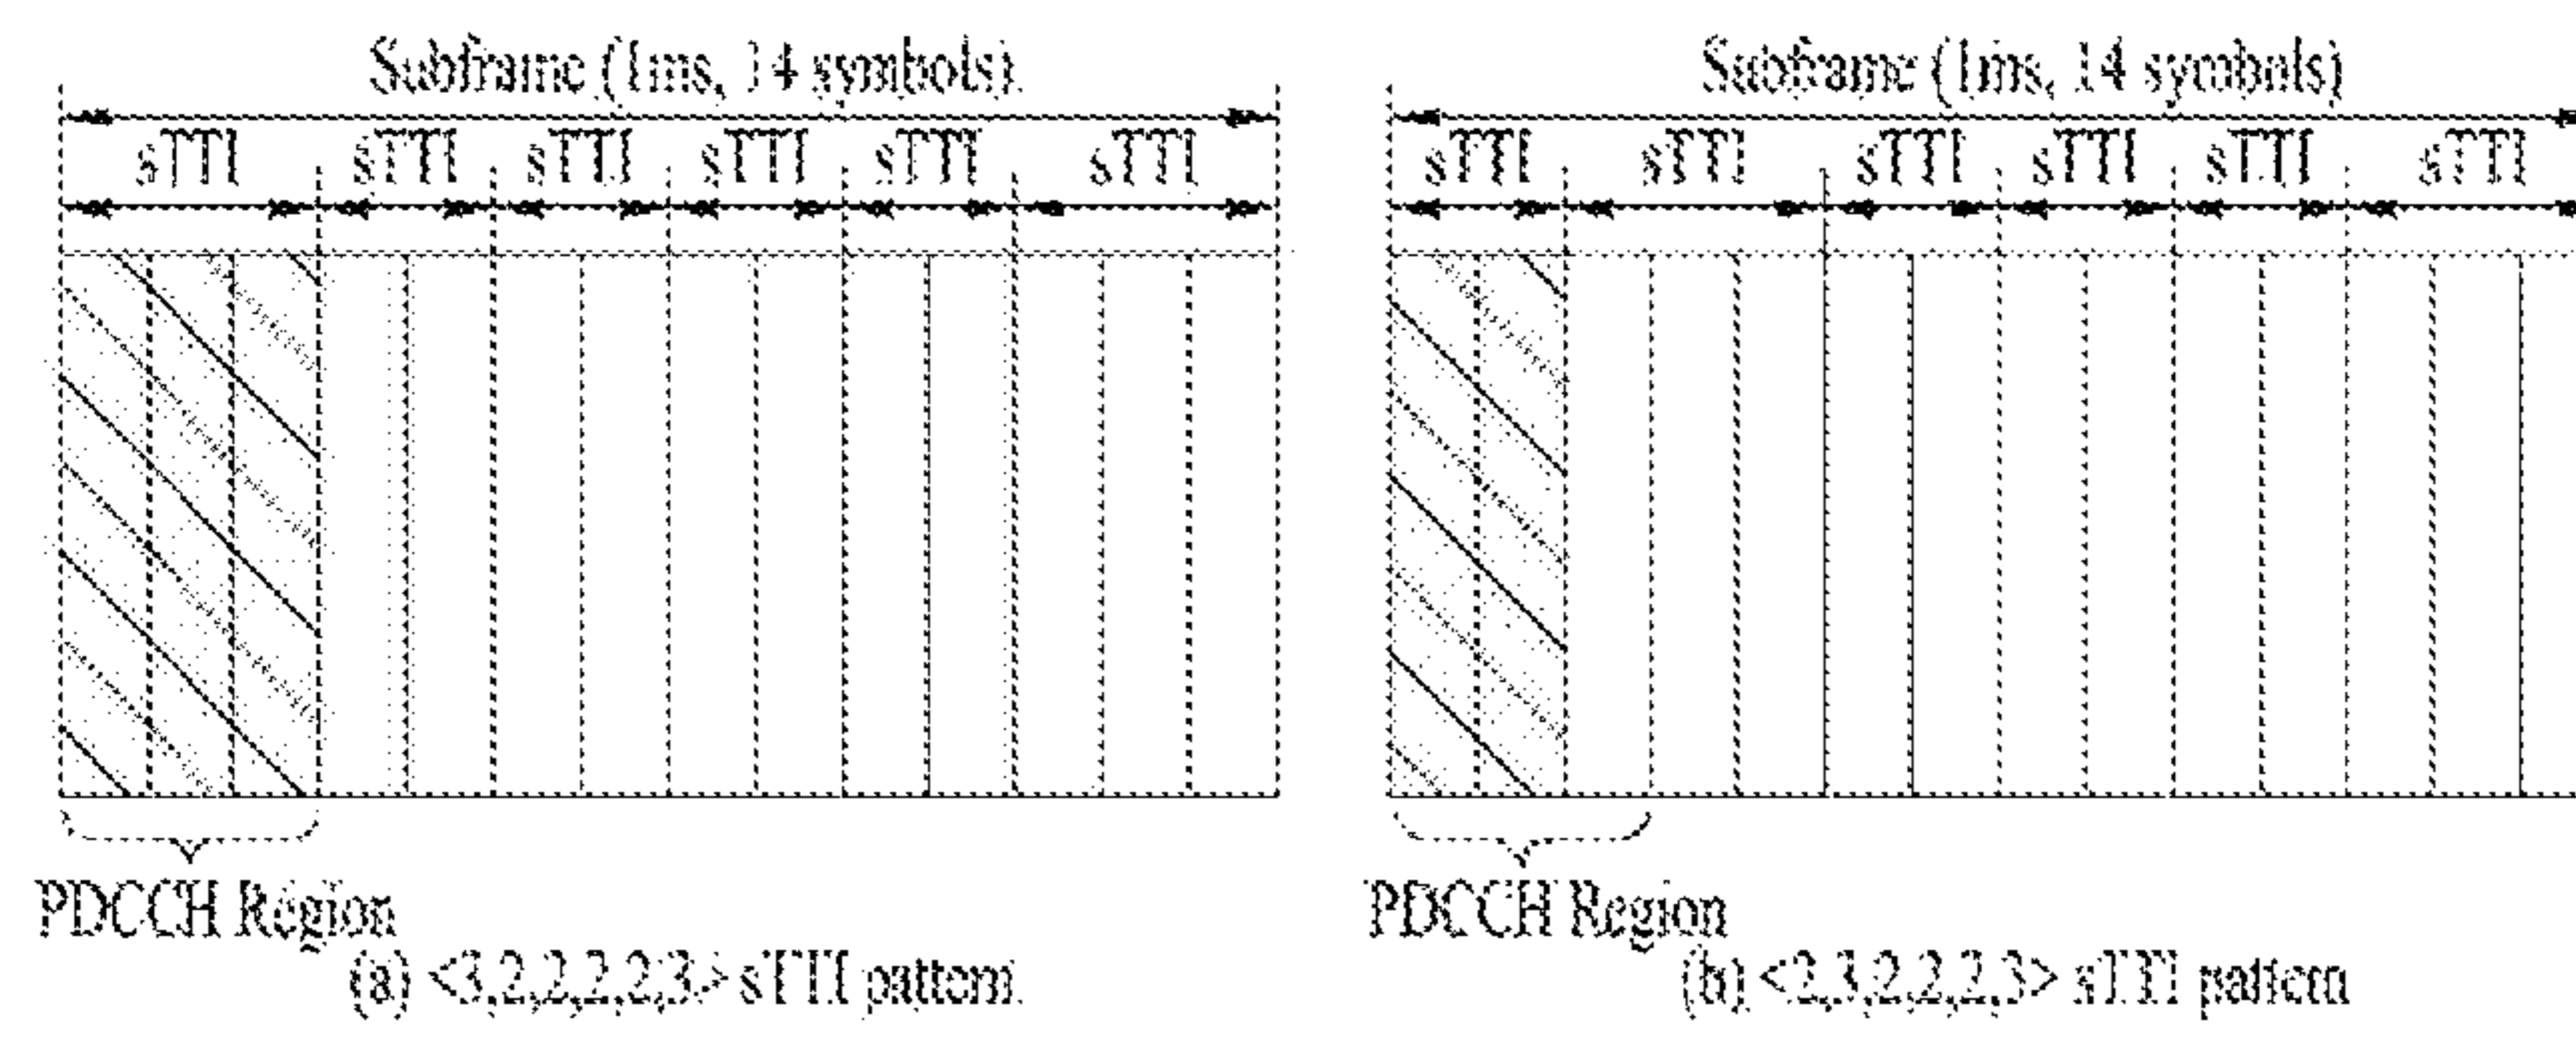 Subframe (1ms, 14 symbols)
sTTI sTTI sTTI sTTI sTTI sTTI
PDCCH Region
(a) <3,2,2,2,2,3> sTTI pattern
Subframe (1ms, 14 symbols)
sTTI sTTI sTTI sTTI sTTI sTTI
PDCCH Region
(b) <2,3,2,2,2,3> sTTI pattern